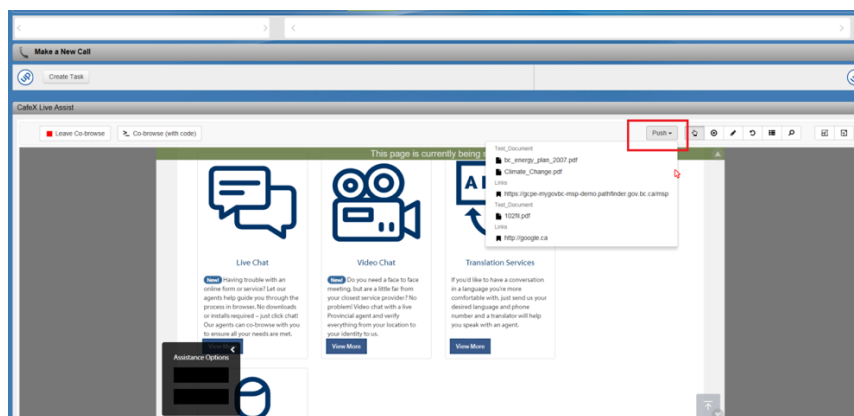 Make a New Call
Create Task
CafeX Live Assist
Leave Co-browse
Co-browse (with code)
Push
This page is currently being
Test_Document
bc_energy_plan_2007.pdf
Climate_Change.pdf
Links
https://gcpe-mygovbc-msp-demo.pathfinder.gov.bc.ca/msp
Test_Document
102fil.pdf
Links
http://google.ca
Live Chat
New! Having trouble with an
online form or service? Let our
agents help guide you through the
process in browser. No downloads
or installs required – just click chat!
Our agents can co-browse with you
to ensure all your needs are met.
View More
Video Chat
New! Do you need a face to face
meeting, but are a little far from
your closest service provider? No
problem! Video chat with a live
Provincial agent and verify
everything from your location to
your identity to us.
View More
Translation Services
If you'd like to have a conversation
in a language you're more
comfortable with, just send us your
desired language and phone
number and a translator will help
you speak with an agent.
View More
Assistance Options